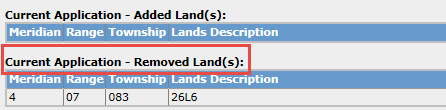 Current Application - Added Land(s):
Meridian Range Township Lands Description
Current Application - Removed Land(s):
Meridian Range Township Lands Description
4 07 083 26L6